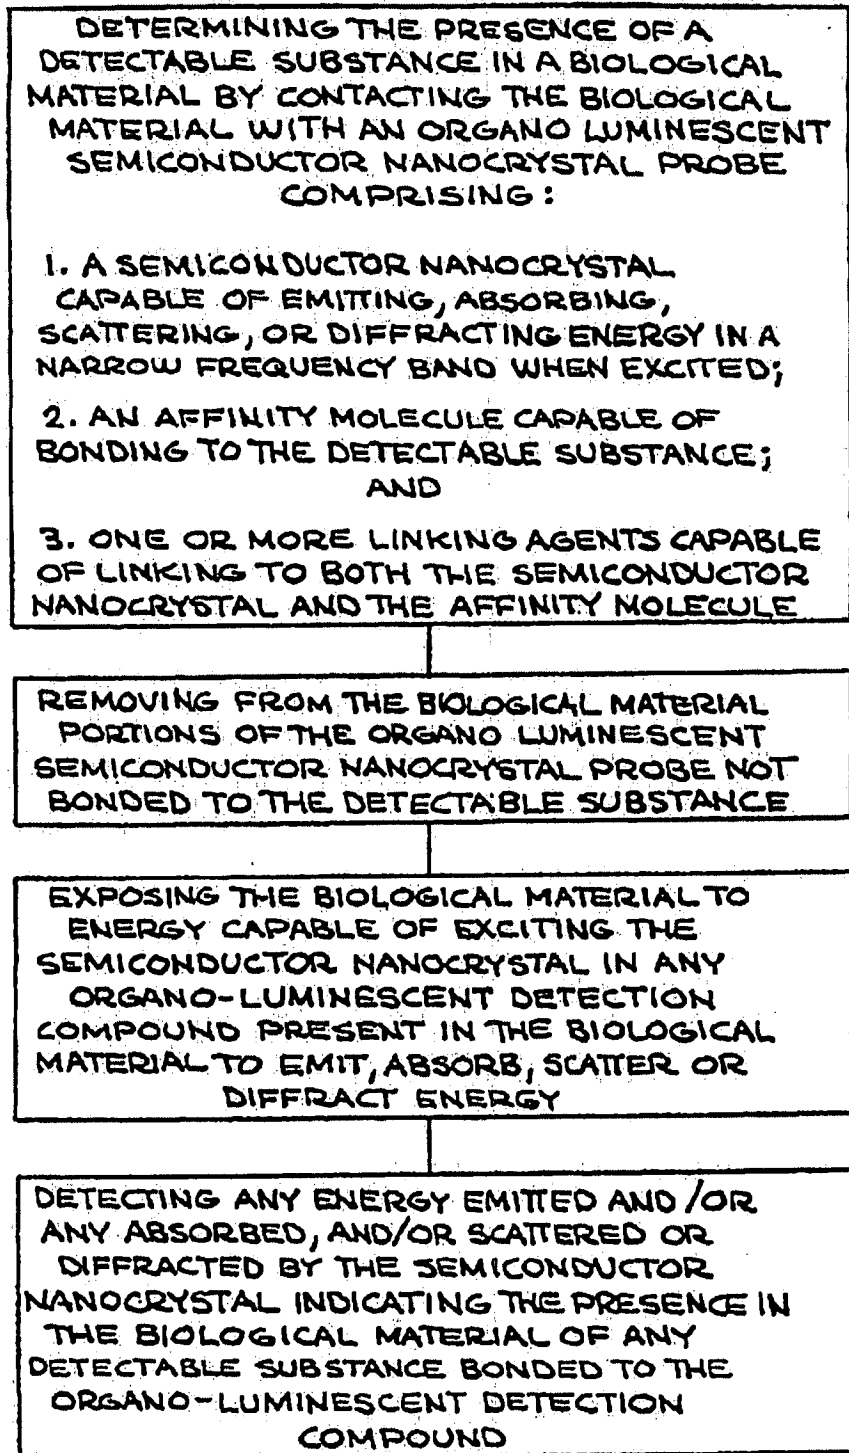 DETERMINING THE PRESENCE OF A
DETECTABLE SUBSTANCE IN A BIOLOGICAL
MATERIAL BY CONTACTING THE BIOLOGICAL
MATERIAL WITH AN ORGANO LUMINESCENT
SEMICONDUCTOR NANOCRYSTAL PROBE
COMPRISING:
1. A SEMICONDUCTOR NANOCRYSTAL
CAPABLE OF EMITTING, ABSORBING,
SCATTERING, OR DIFFRACTING ENERGY IN A
NARROW FREQUENCY BAND WHEN EXCITED;
2. AN AFFINITY MOLECULE CAPABLE OF
BONDING TO THE DETECTABLE SUBSTANCE;
AND
3. ONE OR MORE LINKING AGENTS CAPABLE
OF LINKING TO BOTH THE SEMICONDUCTOR
NANOCRYSTAL AND THE AFFINITY MOLECULE
REMOVING FROM THE BIOLOGICAL MATERIAL
PORTIONS OF THE ORGANO LUMINESCENT
SEMICONDUCTOR NANOCRYSTAL PROBE NOT
BONDED TO THE DETECTABLE SUBSTANCE
EXPOSING THE BIOLOGICAL MATERIAL TO
ENERGY CAPABLE OF EXCITING THE
SEMICONDUCTOR NANOCRYSTAL IN ANY
ORGANO-LUMINESCENT DETECTION
COMPOUND PRESENT IN THE BIOLOGICAL
MATERIAL TO EMIT, ABSORB, SCATTER OR
DIFFRACT ENERGY
DETECTING ANY ENERGY EMITTED AND/OR
ANY ABSORBED, AND/OR SCATTERED OR
DIFFRACTED BY THE SEMICONDUCTOR
NANOCRYSTAL INDICATING THE PRESENCE IN
THE BIOLOGICAL MATERIAL OF ANY
DETECTABLE SUBSTANCE BONDED TO THE
ORGANO-LUMINESCENT DETECTION
COMPOUND